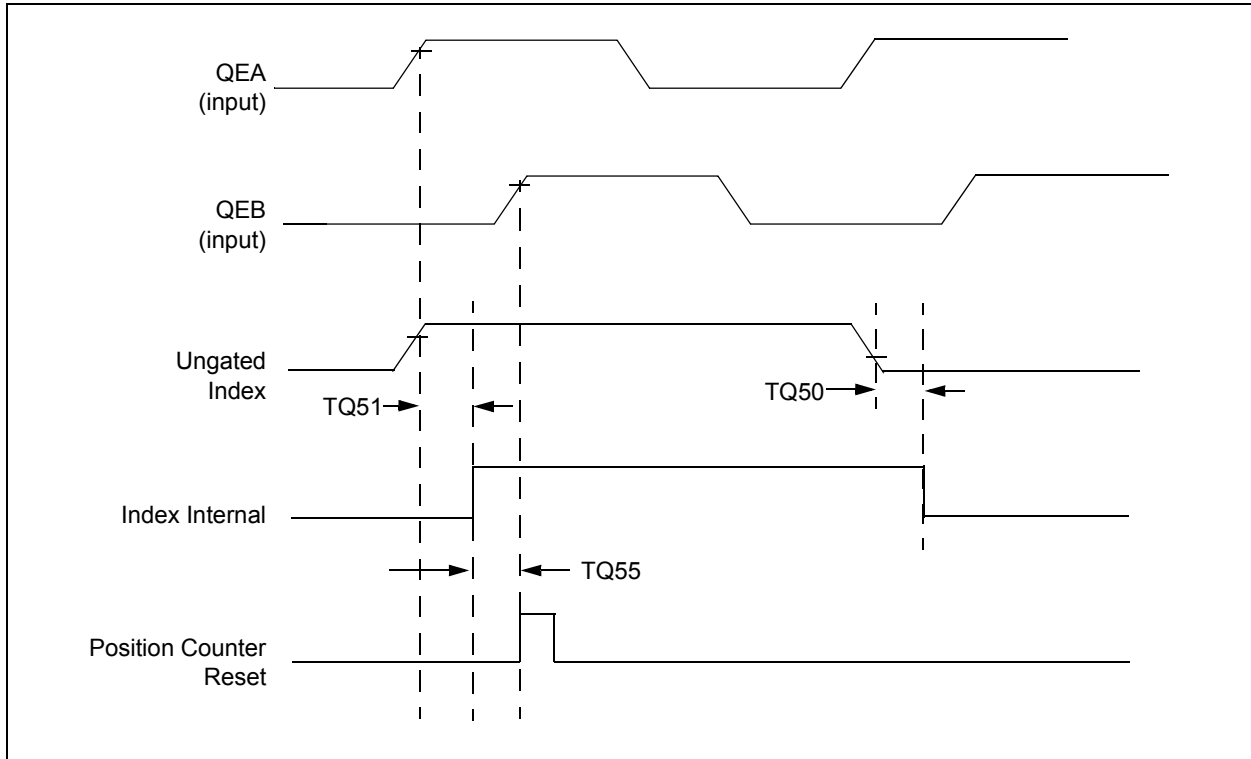 QEA
(input)
QEB
(input)
Ungated
Index
TQ51
TQ50
Index Internal
TQ55
Position Counter
Reset